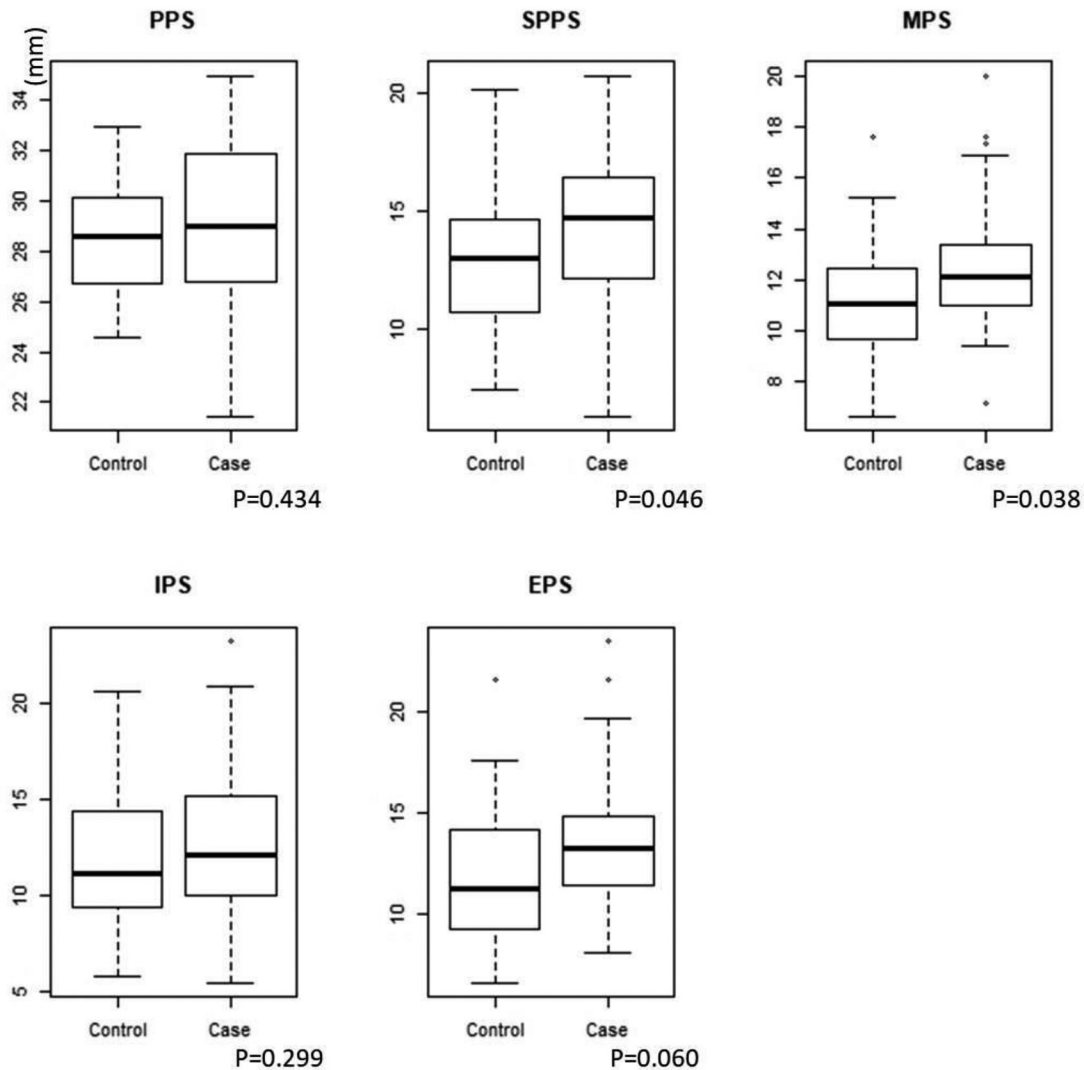 PPS SPPS MPS
(mm)
34 32 30 28 26 24 22
20 15 10
20 18 16 14 12 10 8
Control Case Control Case Control Case
P=0.434 P=0.046 P=0.038
IPS EPS
20 15 10 5
20 15 10
Control Case Control Case
P=0.299 P=0.060